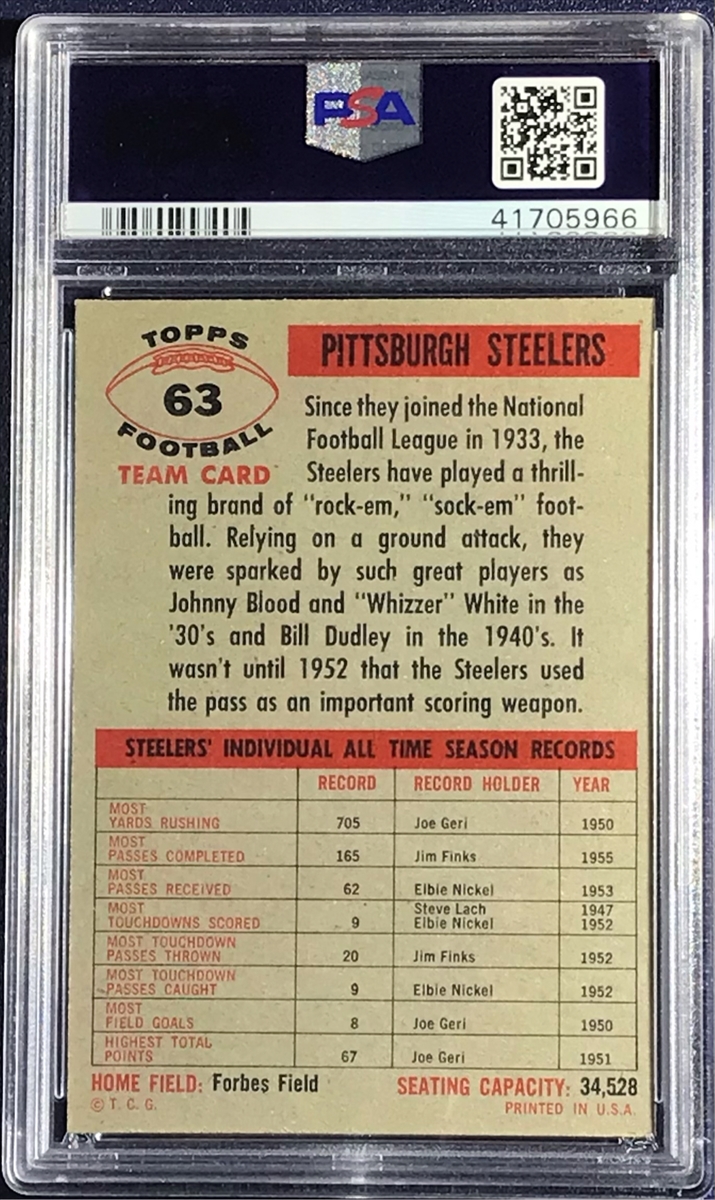 PSA
41705966
TOPPS
63
FOOTBALL
TEAM CARD
PITTSBURGH STEELERS
Since they joined the National
Football League in 1933, the
Steelers have played a thrill-
ing brand of "rock-em," "sock-em" foot-
ball. Relying on a ground attack, they
were sparked by such great players as
Johnny Blood and "Whizzer" White in the
'30's and Bill Dudley in the 1940's. It
wasn't until 1952 that the Steelers used
the pass as an important scoring weapon.
STEELERS' INDIVIDUAL ALL TIME SEASON RECORDS
RECORD RECORD HOLDER YEAR
MOST
YARDS RUSHING 705 Joe Geri 1950
MOST
PASSES COMPLETED 165 Jim Finks 1955
MOST
PASSES RECEIVED 62 Elbie Nickel 1953
MOST Steve Lach 1947
TOUCHDOWNS SCORED 9 Elbie Nickel 1952
MOST TOUCHDOWN
PASSES THROWN 20 Jim Finks 1952
MOST TOUCHDOWN
PASSES CAUGHT 9 Elbie Nickel 1952
MOST
FIELD GOALS 8 Joe Geri 1950
HIGHEST TOTAL
POINTS 67 Joe Geri 1951
HOME FIELD: Forbes Field SEATING CAPACITY: 34,528
© T. C. G. PRINTED IN U.S.A.